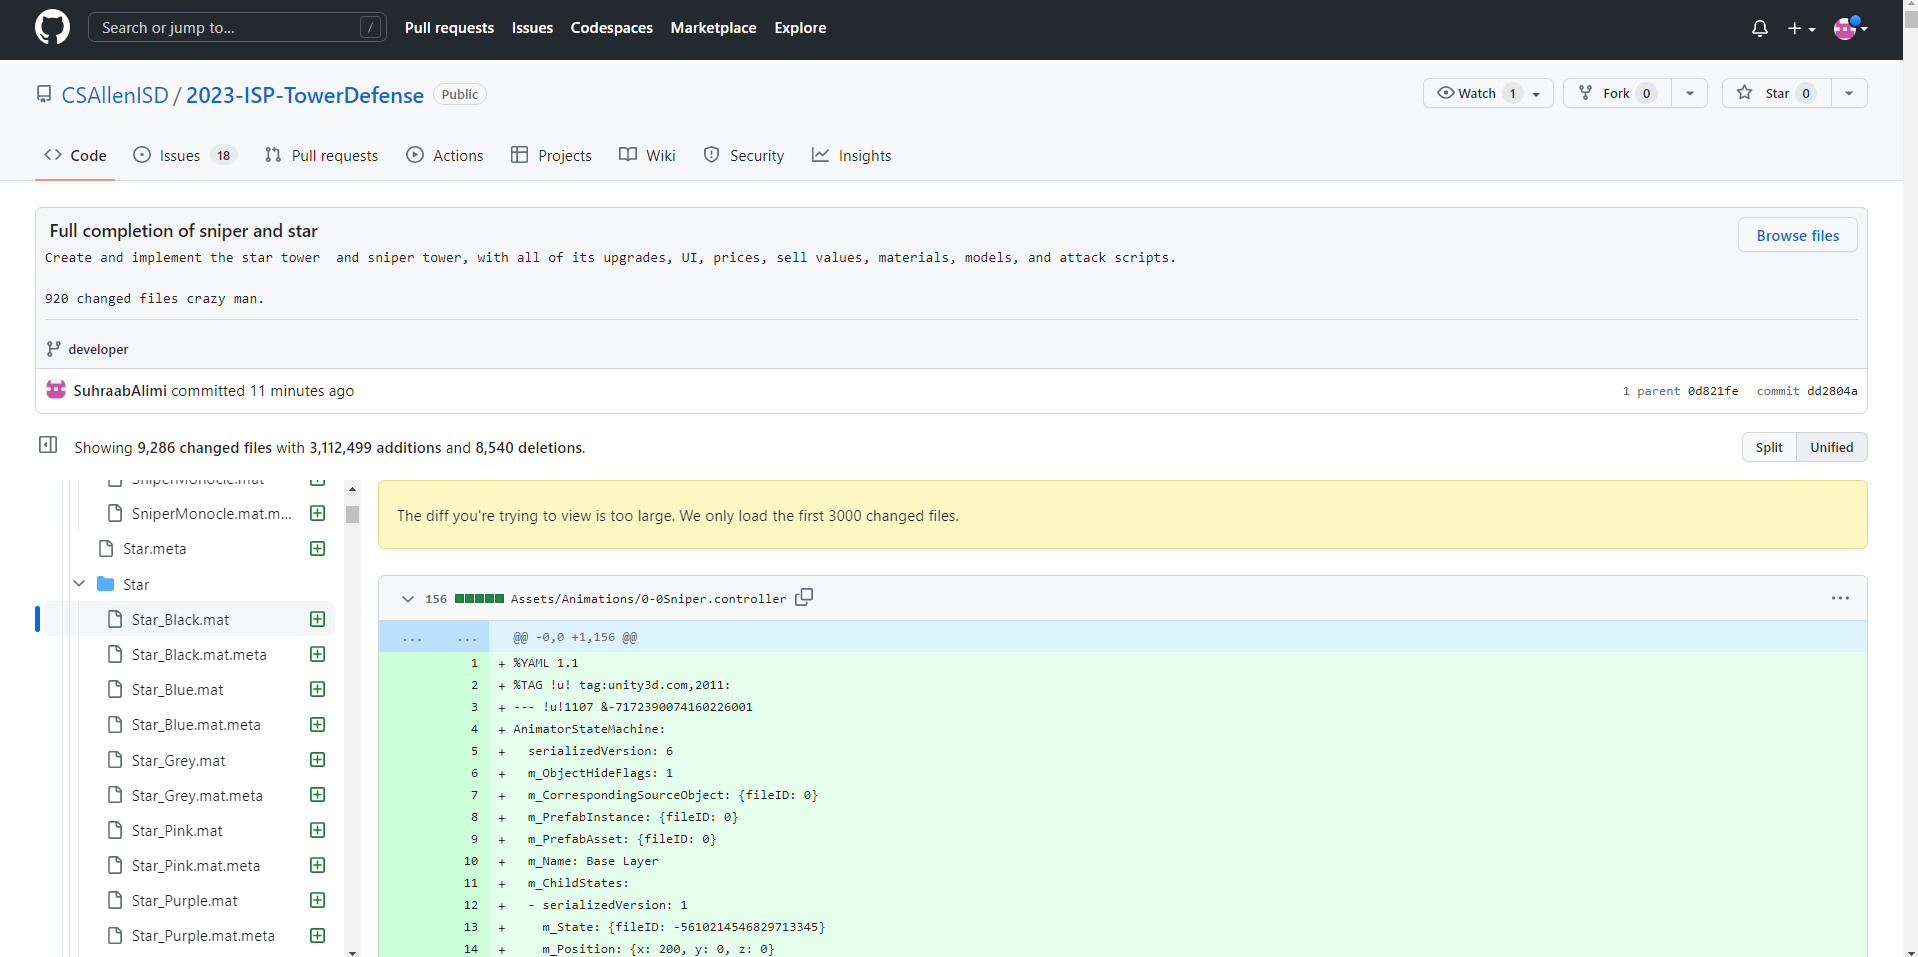 Search or jump to... /
Pull requests Issues Codespaces Marketplace Explore
CSAllenISD / 2023-ISP-TowerDefense Public
Watch 1 Fork 0 Star 0
Code Issues 18 Pull requests Actions Projects Wiki Security Insights
Full completion of sniper and star
Browse files
Create and implement the star tower  and sniper tower, with all of its upgrades, UI, prices, sell values, materials, models, and attack scripts.
920 changed files crazy man.
developer
SuhraabAlimi committed 11 minutes ago
1 parent 0d821fe commit dd2804a
Showing 9,286 changed files with 3,112,499 additions and 8,540 deletions.
Split Unified
SniperMonocle.mat
SniperMonocle.mat.m...
Star.meta
Star
Star_Black.mat
Star_Black.mat.meta
Star_Blue.mat
Star_Blue.mat.meta
Star_Grey.mat
Star_Grey.mat.meta
Star_Pink.mat
Star_Pink.mat.meta
Star_Purple.mat
Star_Purple.mat.meta
The diff you're trying to view is too large. We only load the first 3000 changed files.
156 Assets/Animations/0-0Sniper.controller
... ... @@ -0,0 +1,156 @@
1 + %YAML 1.1
2 + %TAG !u! tag:unity3d.com,2011:
3 + --- !u!1107 &-7172390074160226001
4 + AnimatorStateMachine:
5 +   serializedVersion: 6
6 +   m_ObjectHideFlags: 1
7 +   m_CorrespondingSourceObject: {fileID: 0}
8 +   m_PrefabInstance: {fileID: 0}
9 +   m_PrefabAsset: {fileID: 0}
10 +   m_Name: Base Layer
11 +   m_ChildStates:
12 +   - serializedVersion: 1
13 +     m_State: {fileID: -5610214546829713345}
14 +     m_Position: {x: 200, y: 0, z: 0}